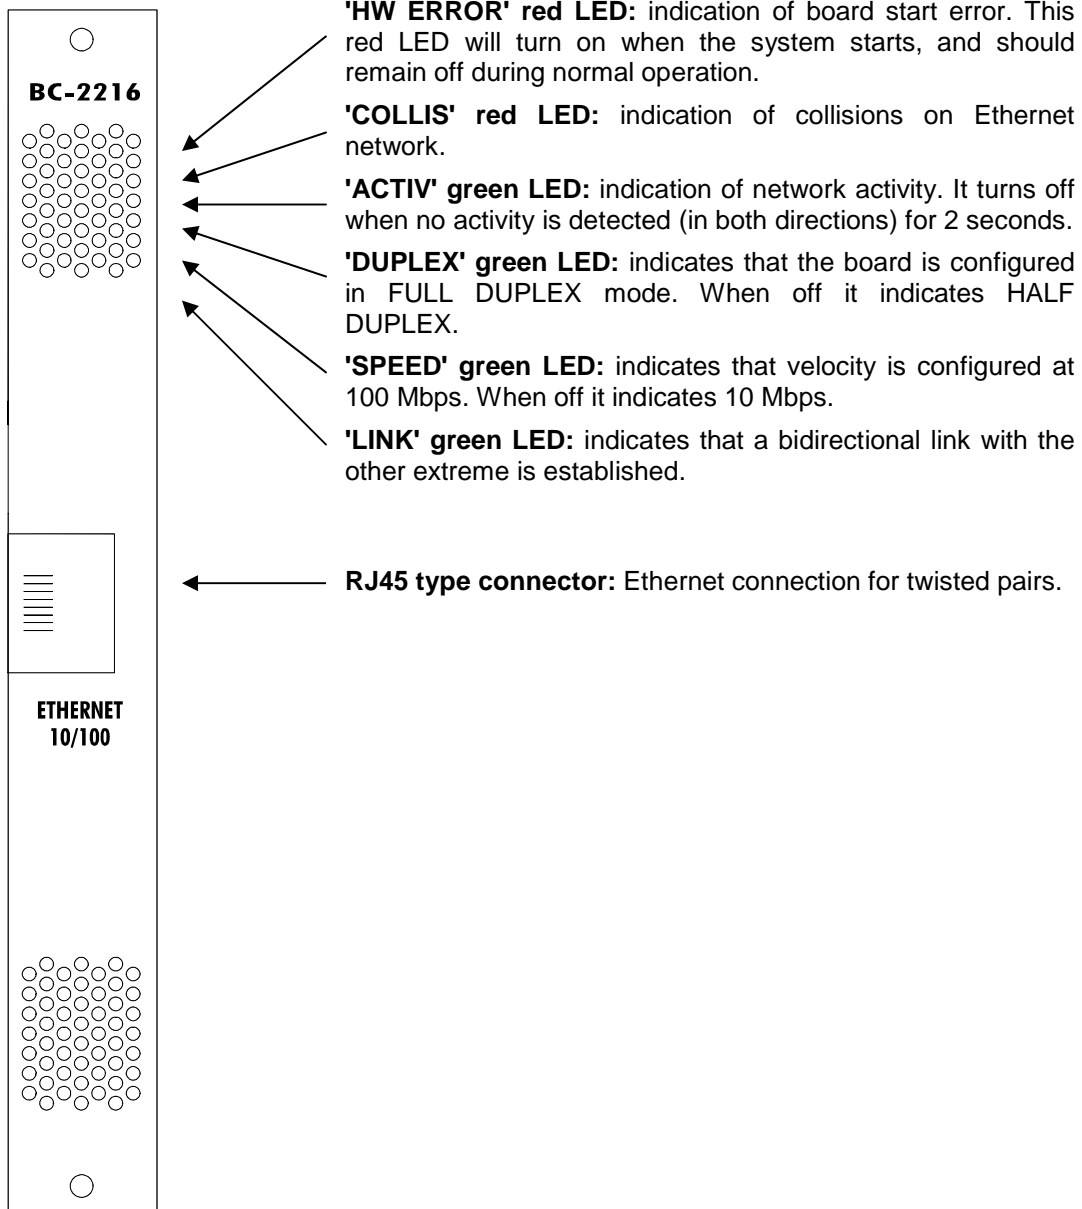 BC-2216
ETHERNET
10/100
'HW ERROR' red LED: indication of board start error. This
red LED will turn on when the system starts, and should
remain off during normal operation.
'COLLIS' red LED: indication of collisions on Ethernet
network.
'ACTIV' green LED: indication of network activity. It turns off
when no activity is detected (in both directions) for 2 seconds.
'DUPLEX' green LED: indicates that the board is configured
in FULL DUPLEX mode. When off it indicates HALF
DUPLEX.
'SPEED' green LED: indicates that velocity is configured at
100 Mbps. When off it indicates 10 Mbps.
'LINK' green LED: indicates that a bidirectional link with the
other extreme is established.
RJ45 type connector: Ethernet connection for twisted pairs.